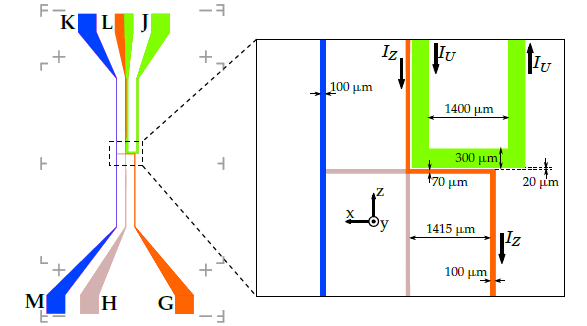 K L J
I_Z I_U I_U
100 µm
1400 µm
300 µm
70 µm 20 µm
z
x y
1415 µm I_Z
100 µm
M H G